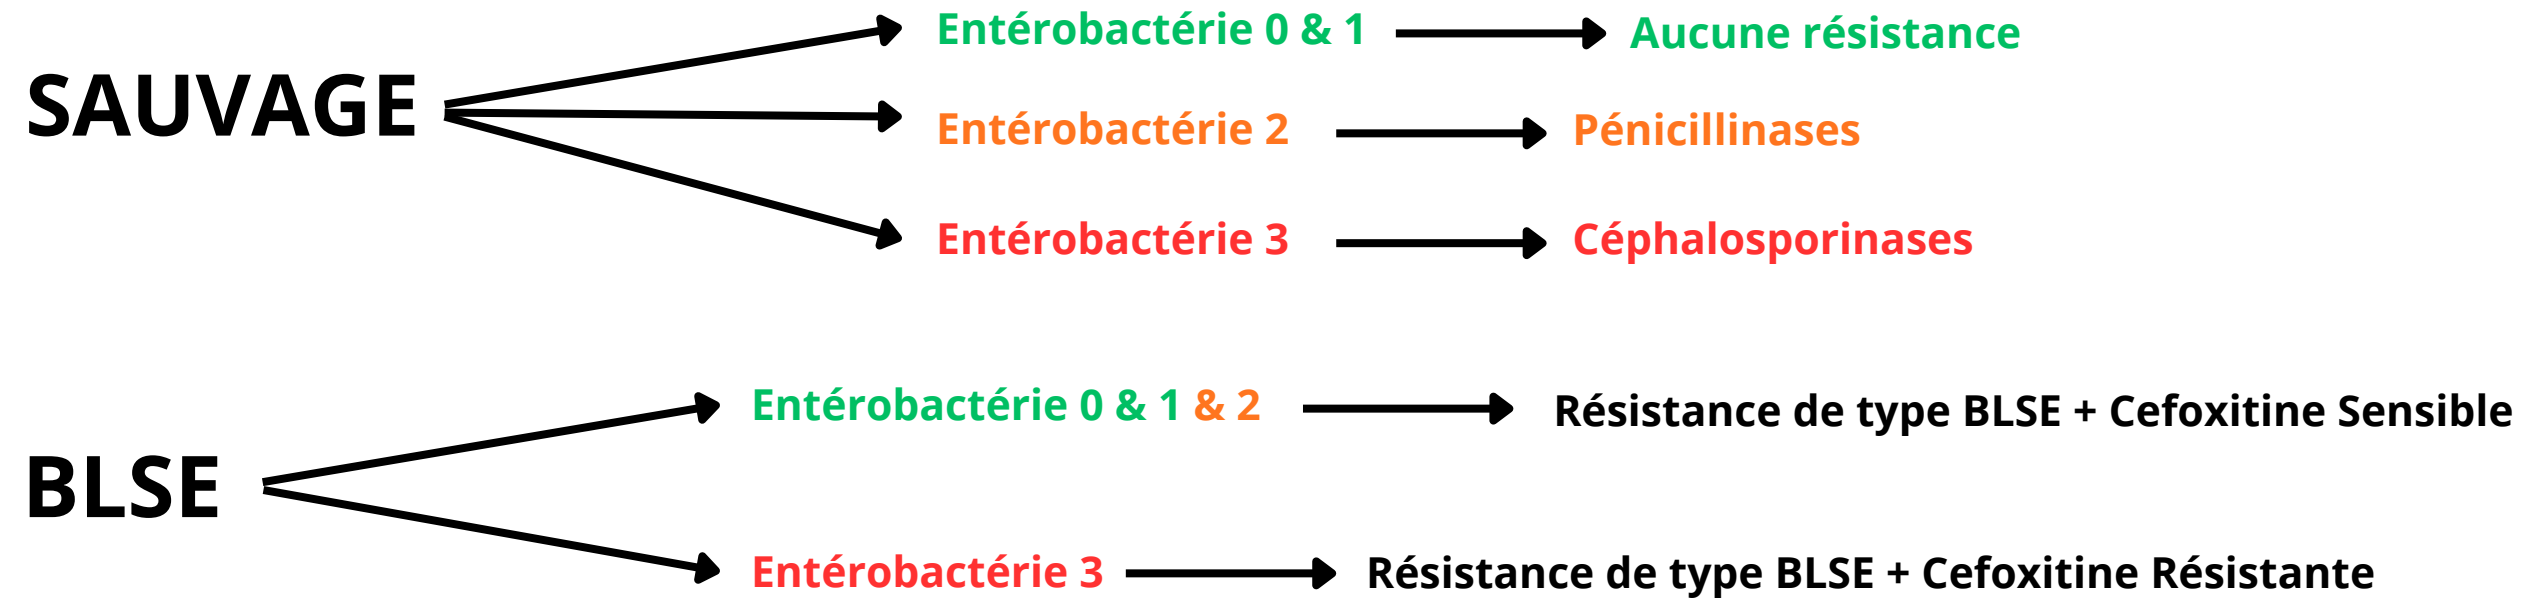 SAUVAGE
Entérobactérie 0 & 1
Aucune résistance
Entérobactérie 2
Pénicillinases
Entérobactérie 3
Céphalosporinases
BLSE
Entérobactérie 0 & 1 & 2
Résistance de type BLSE + Cefoxitine Sensible
Entérobactérie 3
Résistance de type BLSE + Cefoxitine Résistante